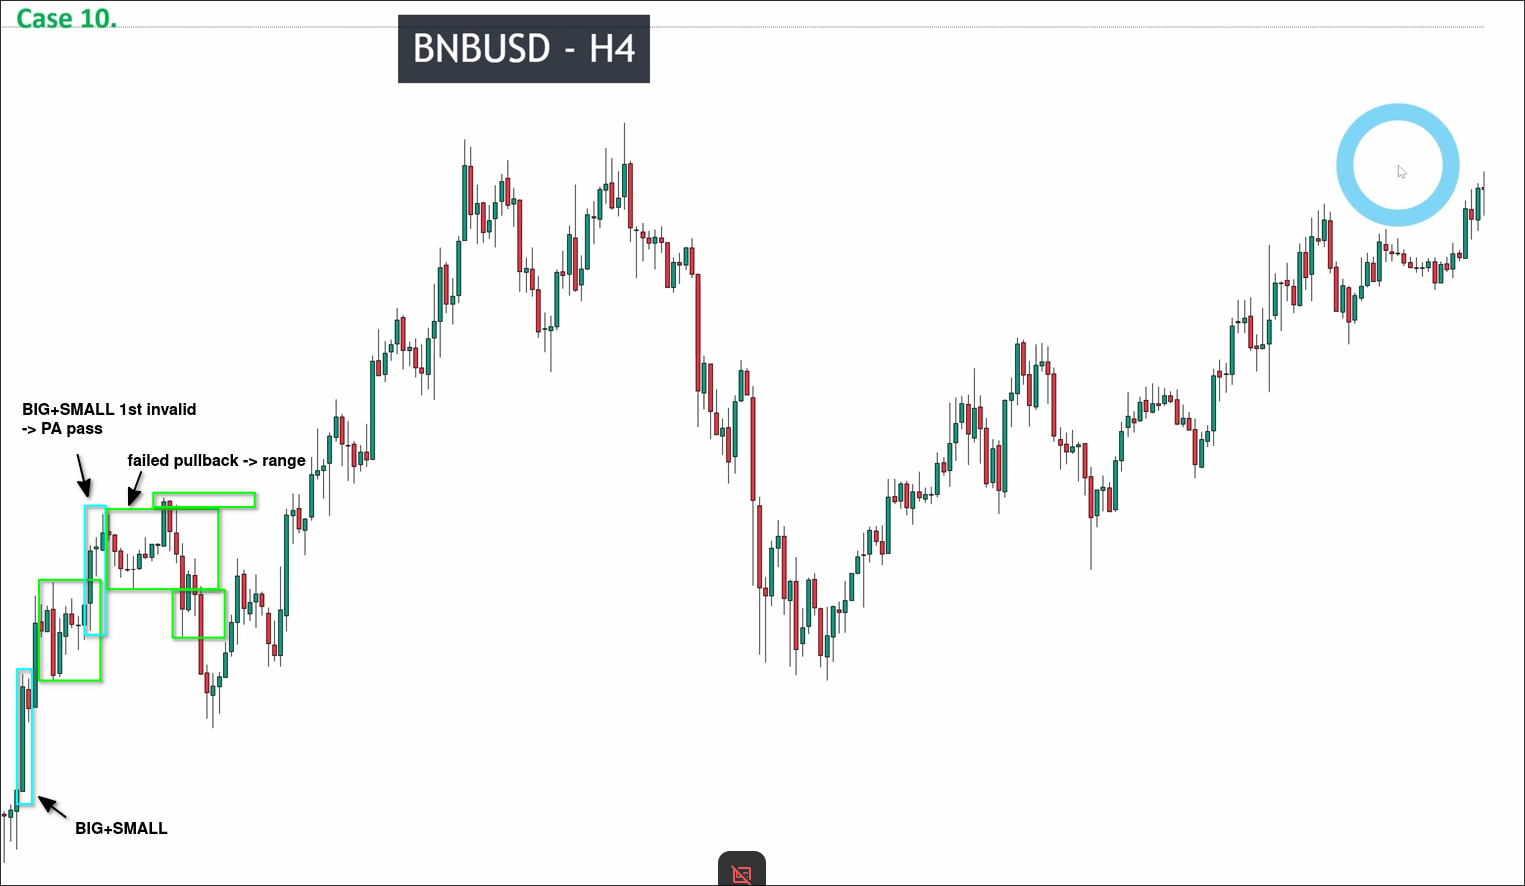 Case 10.
BNBUSD - H4
BIG+SMALL 1st invalid
-> PA pass
failed pullback -> range
BIG+SMALL